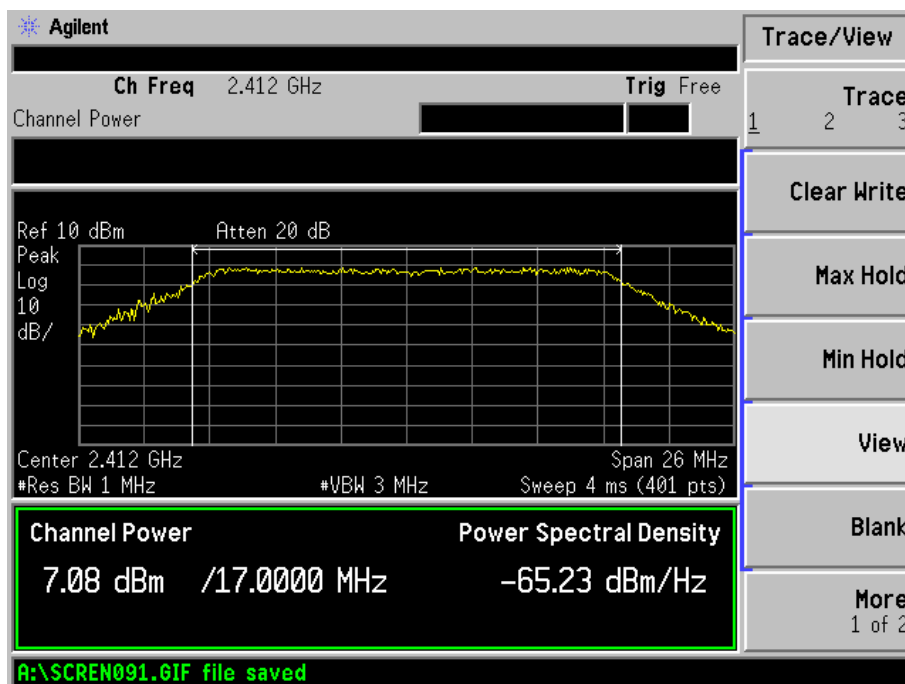 Agilent
Trace/View
Ch Freq 2.412 GHz Trig Free
Channel Power
Trace
1 2 3
Clear Write
Max Hold
Min Hold
View
Blank
More
1 of 2
Ref 10 dBm Atten 20 dB
Peak
Log
10
dB/
Center 2.412 GHz Span 26 MHz
#Res BW 1 MHz #VBW 3 MHz Sweep 4 ms (401 pts)
Channel Power Power Spectral Density
7.08 dBm /17.0000 MHz -65.23 dBm/Hz
A:\SCREN091.GIF file saved